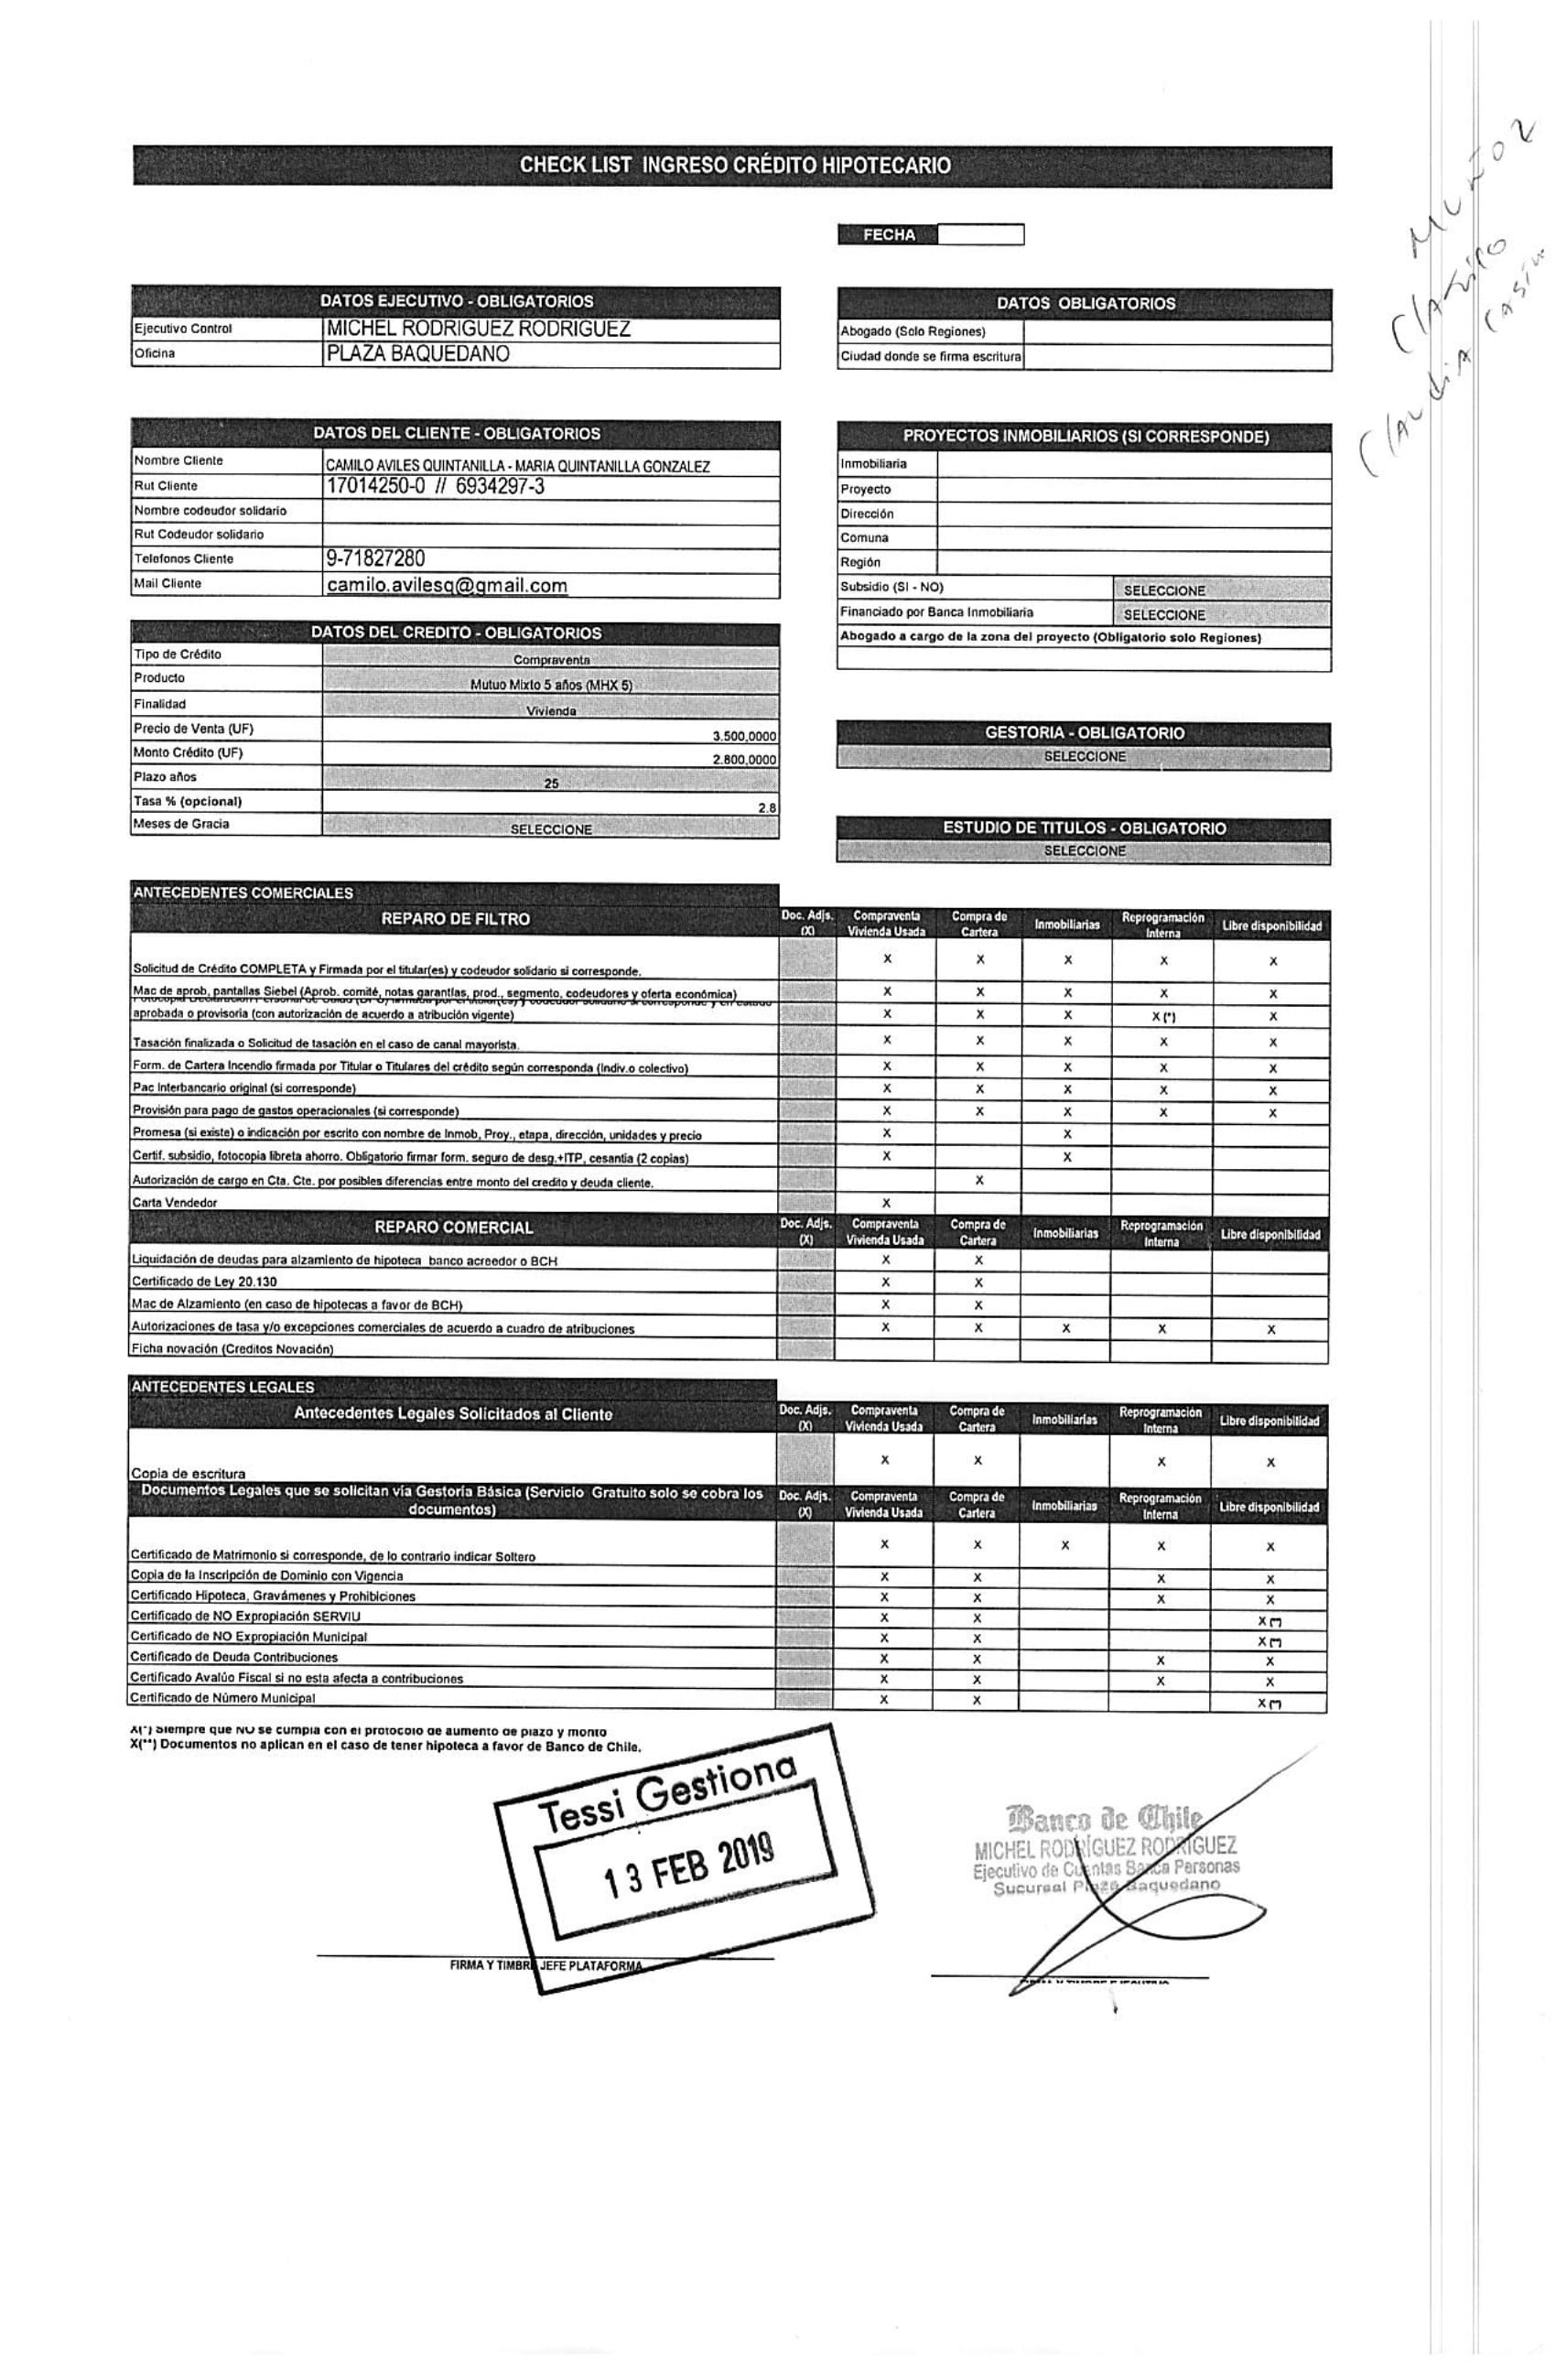 CHECK LIST INGRESO CRÉDITO HIPOTECARIO
FECHA
DATOS EJECUTIVO - OBLIGATORIOS
Ejecutivo Control MICHEL RODRIGUEZ RODRIGUEZ
Oficina PLAZA BAQUEDANO
DATOS OBLIGATORIOS
Abogado (Solo Regiones)
Ciudad donde se firma escritura
MUÑOZ
Claudia
DATOS DEL CLIENTE - OBLIGATORIOS
Nombre Cliente CAMILO AVILES QUINTANILLA - MARIA QUINTANILLA GONZALEZ
Rut Cliente 17014250-0 // 6934297-3
Nombre codeudor solidario
Rut Codeudor solidario
Telefonos Cliente 9-71827280
Mail Cliente camilo.avilesq@gmail.com
PROYECTOS INMOBILIARIOS (SI CORRESPONDE)
Inmobiliaria
Proyecto
Dirección
Comuna
Región
Subsidio (SI - NO) SELECCIONE
Financiado por Banca Inmobiliaria SELECCIONE
Abogado a cargo de la zona del proyecto (Obligatorio solo Regiones)
DATOS DEL CREDITO - OBLIGATORIOS
Tipo de Crédito Compraventa
Producto Mutuo Mixto 5 años (MHX 5)
Finalidad Vivienda
Precio de Venta (UF) 3.500,0000
Monto Crédito (UF) 2.800,0000
Plazo años 25
Tasa % (opcional) 2.8
Meses de Gracia SELECCIONE
GESTORIA - OBLIGATORIO
SELECCIONE
ESTUDIO DE TITULOS - OBLIGATORIO
SELECCIONE
ANTECEDENTES COMERCIALES
REPARO DE FILTRO Doc. Adjs. (X) Compraventa Vivienda Usada Compra de Cartera Inmobiliarias Reprogramación Interna Libre disponibilidad
Solicitud de Crédito COMPLETA y Firmada por el titular(es) y codeudor solidario si corresponde. X X X X X
Mac de aprob, pantallas Siebel (Aprob. comité, notas garantías, prod., segmento, codeudores y oferta económica) X X X X X
aprobada o provisoria (con autorización de acuerdo a atribución vigente) X X X X (*) X
Tasación finalizada o Solicitud de tasación en el caso de canal mayorista. X X X X X
Form. de Cartera Incendio firmada por Titular o Titulares del crédito según corresponda (Indiv.o colectivo) X X X X X
Pac Interbancario original (si corresponde) X X X X X
Provisión para pago de gastos operacionales (si corresponde) X X X X X
Promesa (si existe) o indicación por escrito con nombre de Inmob, Proy., etapa, dirección, unidades y precio X X
Certif. subsidio, fotocopia libreta ahorro. Obligatorio firmar form. seguro de desg.+ITP, cesantía (2 copias) X X
Autorización de cargo en Cta. Cte. por posibles diferencias entre monto del credito y deuda cliente. X
Carta Vendedor X
REPARO COMERCIAL Doc. Adjs. (X) Compraventa Vivienda Usada Compra de Cartera Inmobiliarias Reprogramación Interna Libre disponibilidad
Liquidación de deudas para alzamiento de hipoteca banco acreedor o BCH X X
Certificado de Ley 20.130 X X
Mac de Alzamiento (en caso de hipotecas a favor de BCH) X X
Autorizaciones de tasa y/o excepciones comerciales de acuerdo a cuadro de atribuciones X X X X X
Ficha novación (Creditos Novación)
ANTECEDENTES LEGALES
Antecedentes Legales Solicitados al Cliente Doc. Adjs. (X) Compraventa Vivienda Usada Compra de Cartera Inmobiliarias Reprogramación Interna Libre disponibilidad
Copia de escritura X X X X
Documentos Legales que se solicitan vía Gestoría Básica (Servicio Gratuito solo se cobra los documentos) Doc. Adjs. (X) Compraventa Vivienda Usada Compra de Cartera Inmobiliarias Reprogramación Interna Libre disponibilidad
Certificado de Matrimonio si corresponde, de lo contrario indicar Soltero X X X X X
Copia de la Inscripción de Dominio con Vigencia X X X X
Certificado Hipoteca, Gravámenes y Prohibiciones X X X X
Certificado de NO Expropiación SERVIU X X X (**)
Certificado de NO Expropiación Municipal X X X (**)
Certificado de Deuda Contribuciones X X X X
Certificado Avalúo Fiscal si no esta afecta a contribuciones X X X X
Certificado de Número Municipal X X X (**)
X(*) Siempre que NO se cumpla con el protocolo de aumento de plazo y monto
X(**) Documentos no aplican en el caso de tener hipoteca a favor de Banco de Chile.
Tessi Gestiona
13 FEB 2019
Banco de Chile
MICHEL RODRÍGUEZ RODRÍGUEZ
Ejecutivo de Cuentas Banca Personas
Sucursal Plaza Baquedano
FIRMA Y TIMBRE JEFE PLATAFORMA